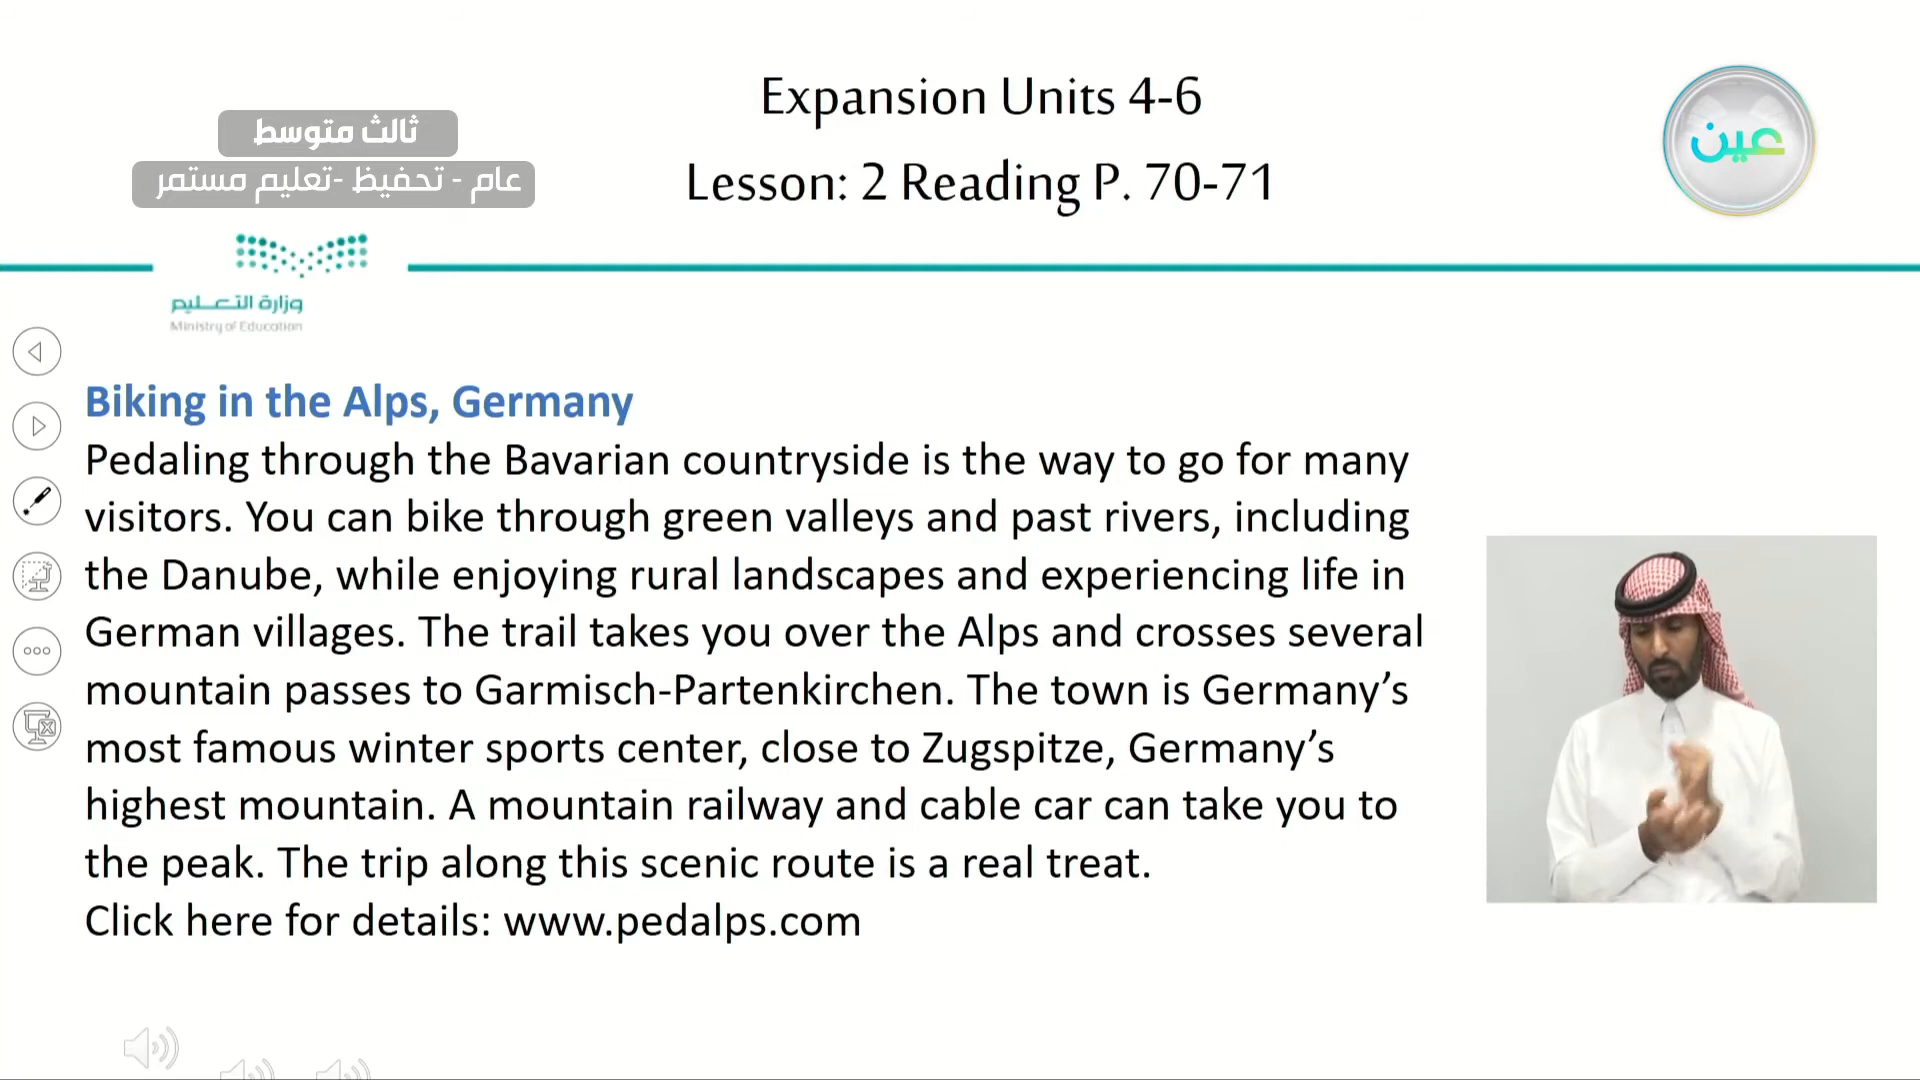 Expansion Units 4-6
Lesson: 2 Reading P. 70-71
ثالث متوسط
عام - تحفيظ -تعليم مستمر
عين
وزارة التعليم
Ministry of Education
Biking in the Alps, Germany
Pedaling through the Bavarian countryside is the way to go for many
visitors. You can bike through green valleys and past rivers, including
the Danube, while enjoying rural landscapes and experiencing life in
German villages. The trail takes you over the Alps and crosses several
mountain passes to Garmisch-Partenkirchen. The town is Germany’s
most famous winter sports center, close to Zugspitze, Germany’s
highest mountain. A mountain railway and cable car can take you to
the peak. The trip along this scenic route is a real treat.
Click here for details: www.pedalps.com